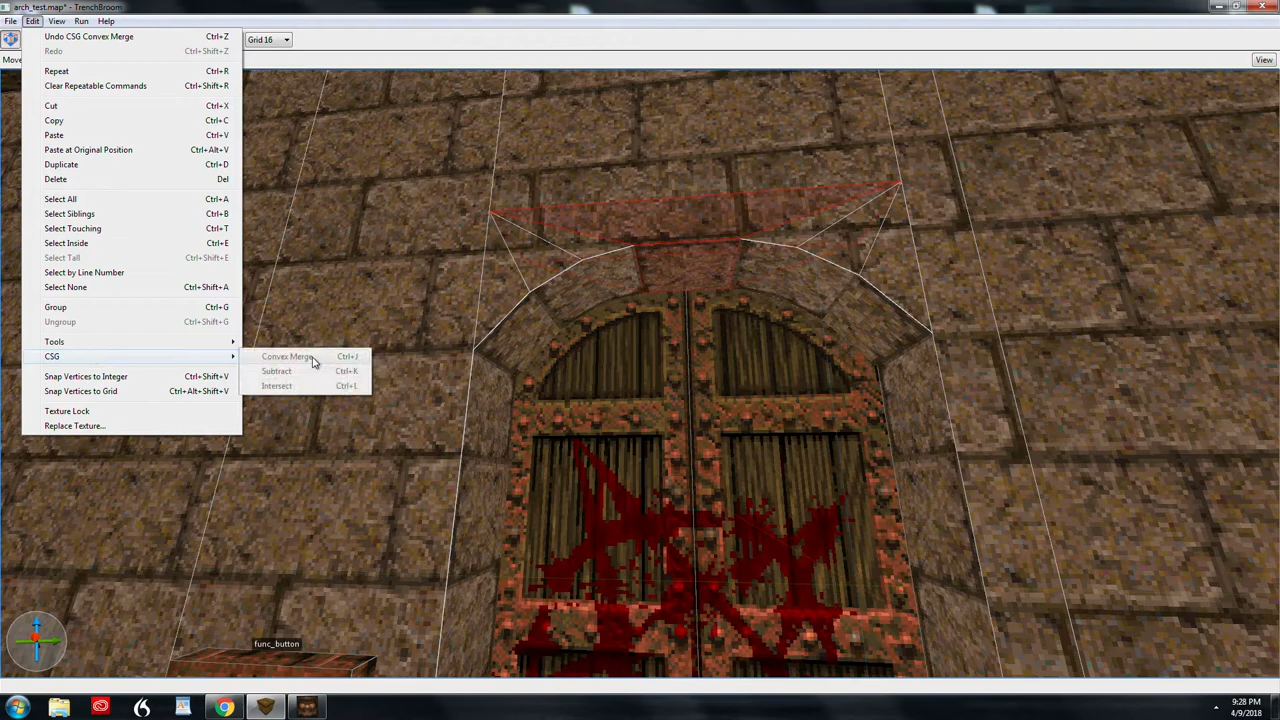 arch_test.map* - TrenchBroom
File Edit View Run Help
Grid 16
Move
View
Undo CSG Convex Merge Ctrl+Z
Redo Ctrl+Shift+Z
Repeat Ctrl+R
Clear Repeatable Commands Ctrl+Shift+R
Cut Ctrl+X
Copy Ctrl+C
Paste Ctrl+V
Paste at Original Position Ctrl+Alt+V
Duplicate Ctrl+D
Delete Del
Select All Ctrl+A
Select Siblings Ctrl+B
Select Touching Ctrl+T
Select Inside Ctrl+E
Select Tall Ctrl+Shift+E
Select by Line Number
Select None Ctrl+Shift+A
Group Ctrl+G
Ungroup Ctrl+Shift+G
Tools
CSG
Convex Merge Ctrl+J
Subtract Ctrl+K
Intersect Ctrl+L
Snap Vertices to Integer Ctrl+Shift+V
Snap Vertices to Grid Ctrl+Alt+Shift+V
Texture Lock
Replace Texture...
func_button
9:28 PM
4/9/2018